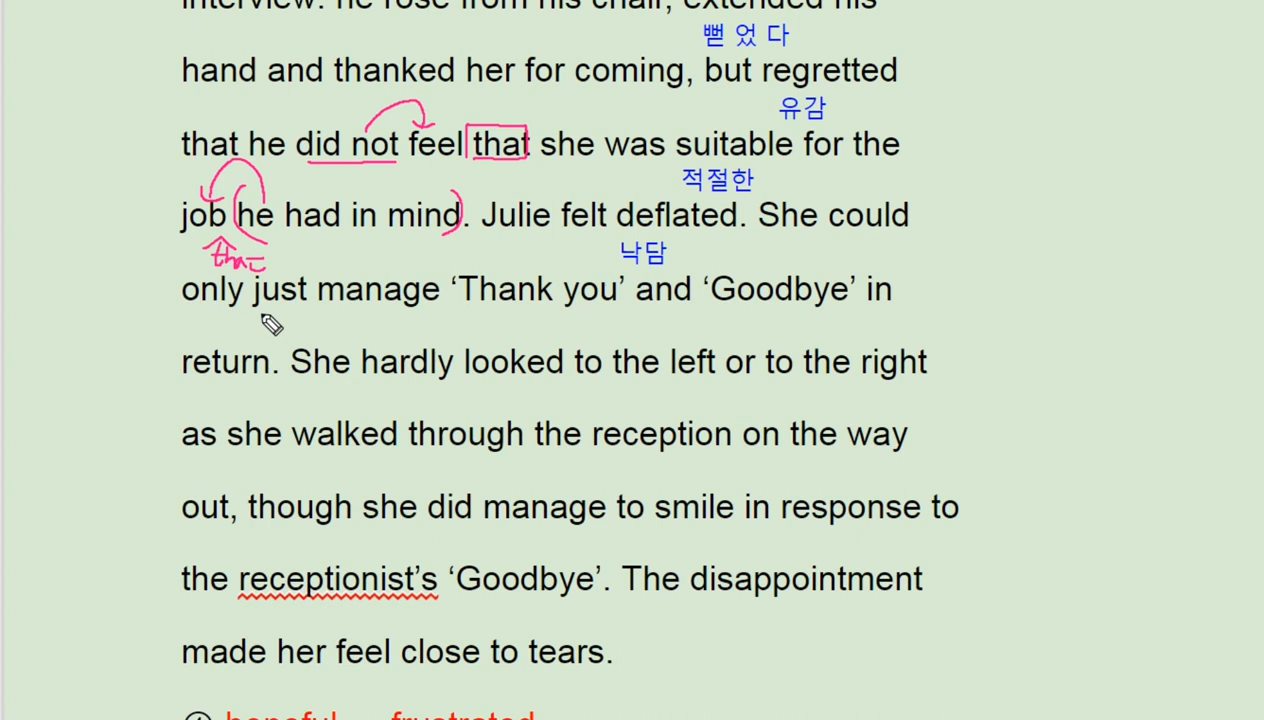 interview. he rose from his chair, extended his
뻗 었 다
hand and thanked her for coming, but regretted
유감
that he did not feel that she was suitable for the
적절한
job he had in mind. Julie felt deflated. She could
that
낙담
only just manage ‘Thank you’ and ‘Goodbye’ in
return. She hardly looked to the left or to the right
as she walked through the reception on the way
out, though she did manage to smile in response to
the receptionist’s ‘Goodbye’. The disappointment
made her feel close to tears.
hopeful frustrated